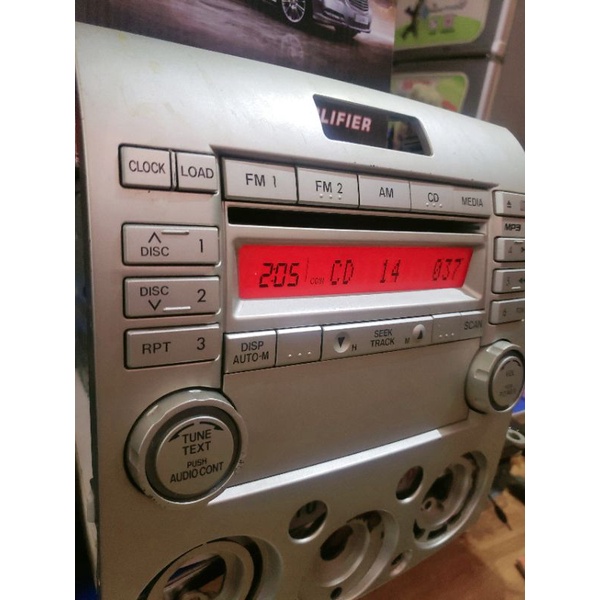 LIFIER
CLOCK LOAD FM 1 FM 2 AM CD MEDIA
DISC 1
MP3
2:05 CD 14 037
DISC 2
RPT 3
DISP
AUTO-M
N SEEK
TRACK M
SCAN
TUNE
TEXT
PUSH
AUDIO CONT